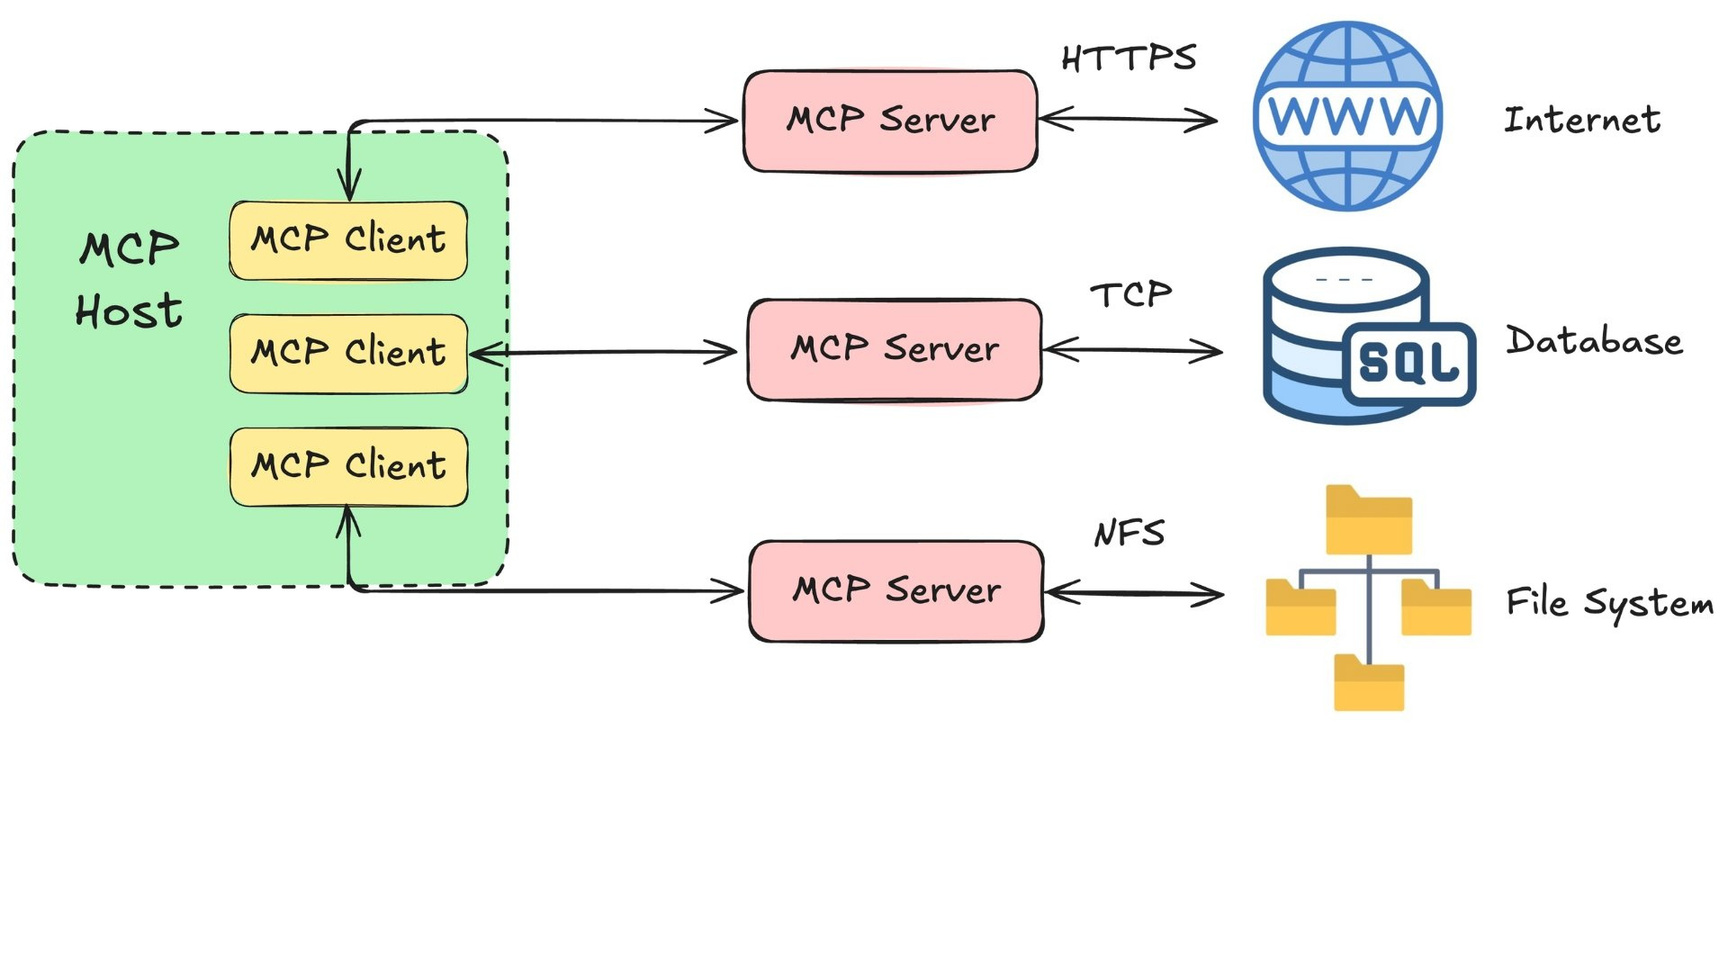 HTTPS
MCP Server
WWW
Internet
MCP
Host
MCP Client
MCP Client
MCP Client
TCP
MCP Server
SQL
Database
NFS
MCP Server
File System